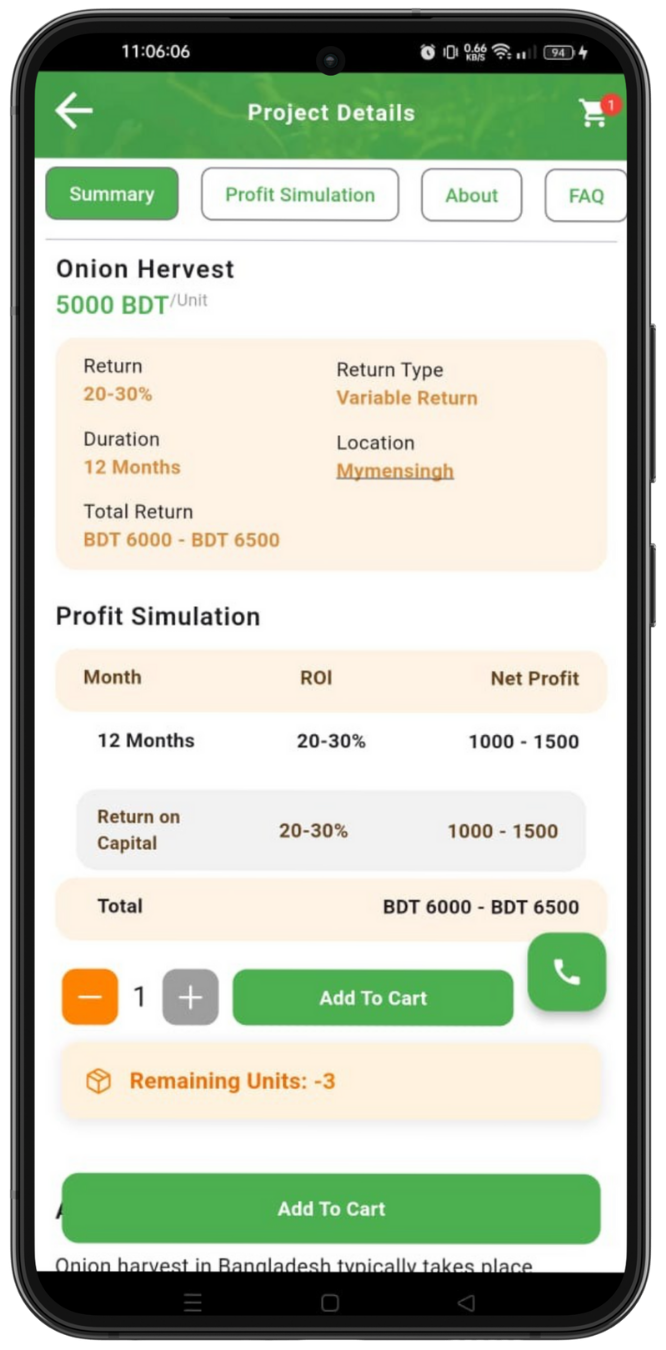 11:06:06
0.66
KB/S
94
Project Details
1
Summary
Profit Simulation
About
FAQ
Onion Hervest
5000 BDT/Unit
Return
Return Type
20-30%
Variable Return
Duration
Location
12 Months
Mymensingh
Total Return
BDT 6000 - BDT 6500
Profit Simulation
Month ROI Net Profit
12 Months 20-30% 1000 - 1500
Return on
Capital
20-30% 1000 - 1500
Total BDT 6000 - BDT 6500
1
Add To Cart
Remaining Units: -3
Add To Cart
Onion harvest in Bangladesh typically takes place